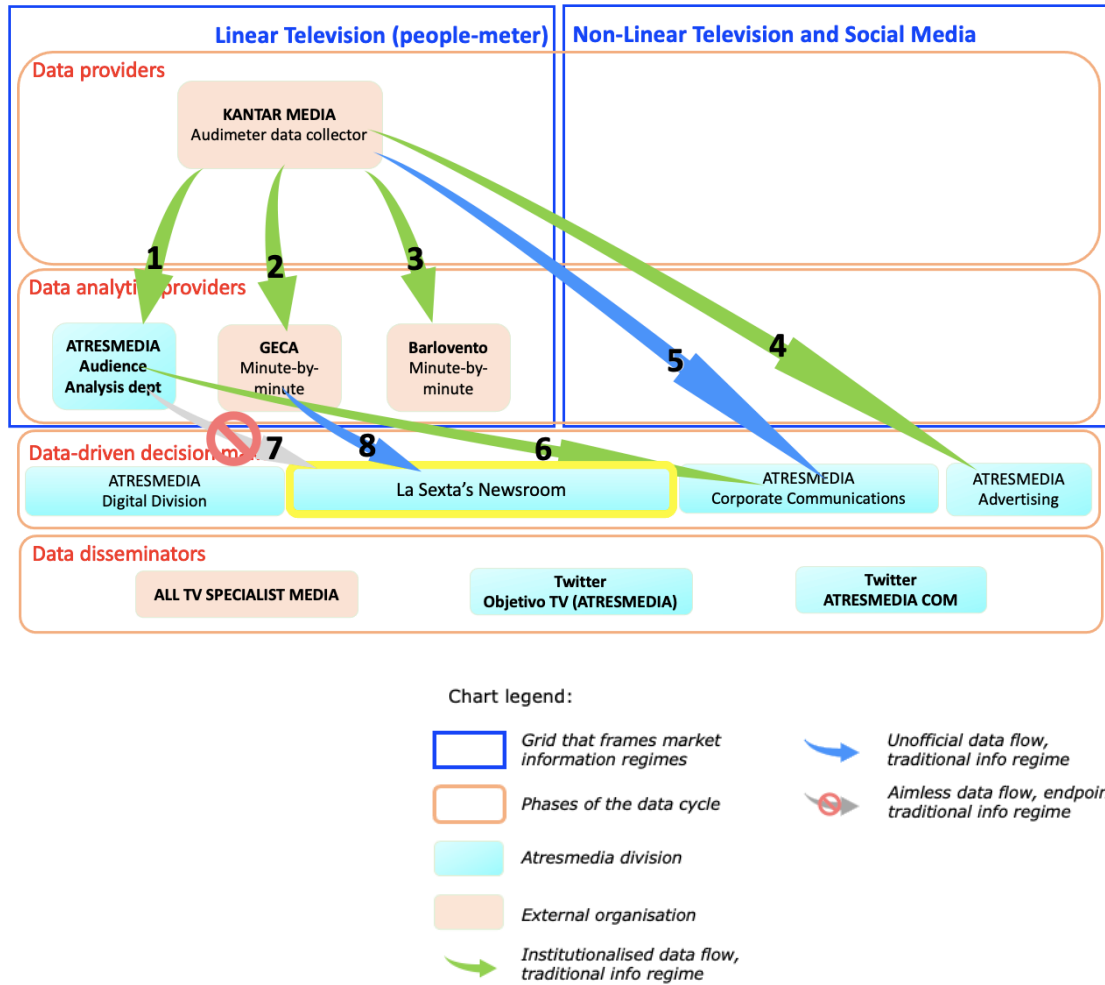 Linear Television (people-meter)
Non-Linear Television and Social Media
Data providers
KANTAR MEDIA
Audimeter data collector
1
2
3
4
5
Data analytics providers
ATRESMEDIA
Audience
Analysis dept
GECA
Minute-by-
minute
Barlovento
Minute-by-
minute
6
7
8
Data-driven decision ma
ATRESMEDIA
Digital Division
La Sexta's Newsroom
ATRESMEDIA
Corporate Communications
ATRESMEDIA
Advertising
Data disseminators
ALL TV SPECIALIST MEDIA
Twitter
Objetivo TV (ATRESMEDIA)
Twitter
ATRESMEDIA COM
Chart legend:
Grid that frames market
information regimes
Phases of the data cycle
Atresmedia division
External organisation
Institutionalised data flow,
traditional info regime
Unofficial data flow,
traditional info regime
Aimless data flow, endpoin
traditional info regime